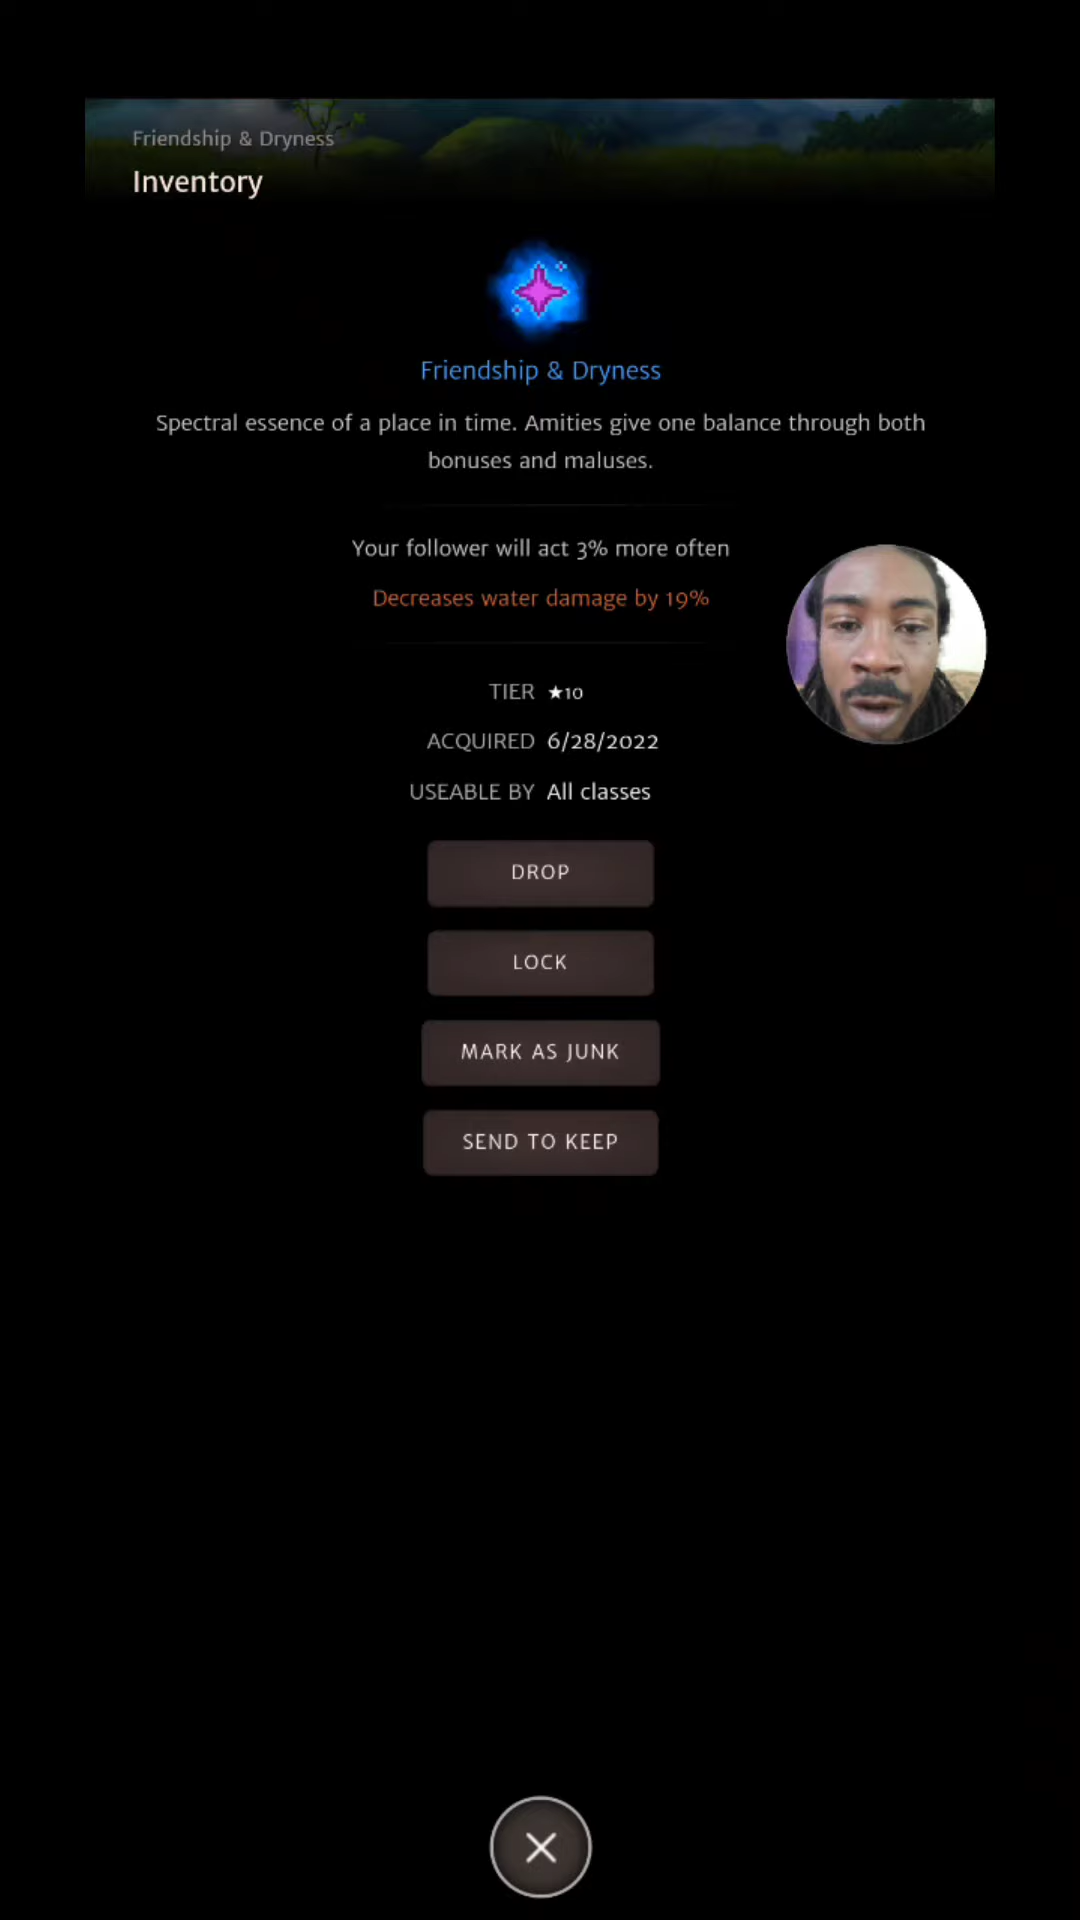 Friendship & Dryness
Inventory
Friendship & Dryness
Spectral essence of a place in time. Amities give one balance through both
bonuses and maluses.
Your follower will act 3% more often
Decreases water damage by 19%
TIER ★10
ACQUIRED 6/28/2022
USEABLE BY All classes
DROP
LOCK
MARK AS JUNK
SEND TO KEEP